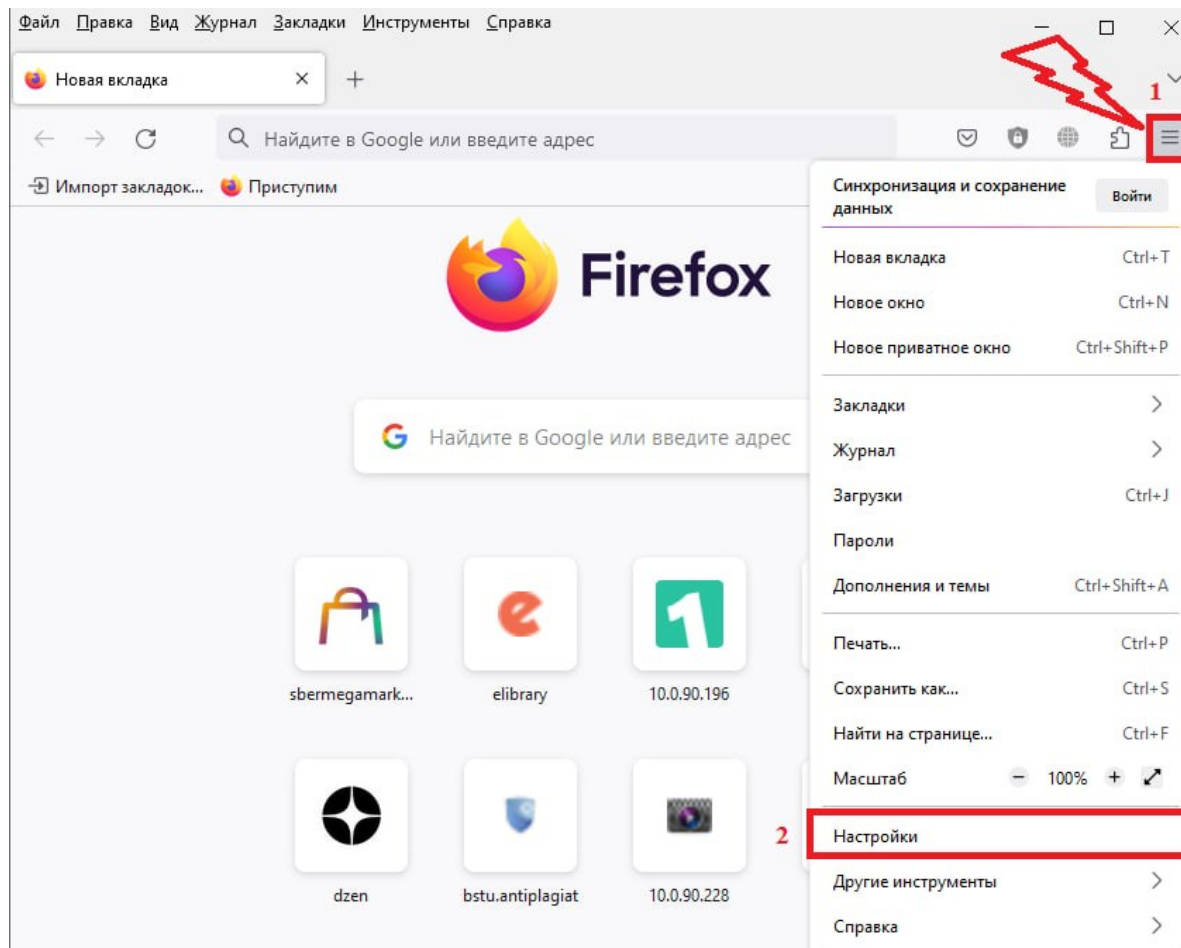 Файл Правка Вид Журнал Закладки Инструменты Справка
Новая вкладка
1
Найдите в Google или введите адрес
Импорт закладок... Приступим
Синхронизация и сохранение
данных
Войти
Firefox
Найдите в Google или введите адрес
sbermegamark... elibrary 10.0.90.196
dzen bstu.antiplagiat 10.0.90.228
Новая вкладка Ctrl+T
Новое окно Ctrl+N
Новое приватное окно Ctrl+Shift+P
Закладки
Журнал
Загрузки Ctrl+J
Пароли
Дополнения и темы Ctrl+Shift+A
Печать... Ctrl+P
Сохранить как... Ctrl+S
Найти на странице... Ctrl+F
Масштаб − 100% +
2 Настройки
Другие инструменты
Справка